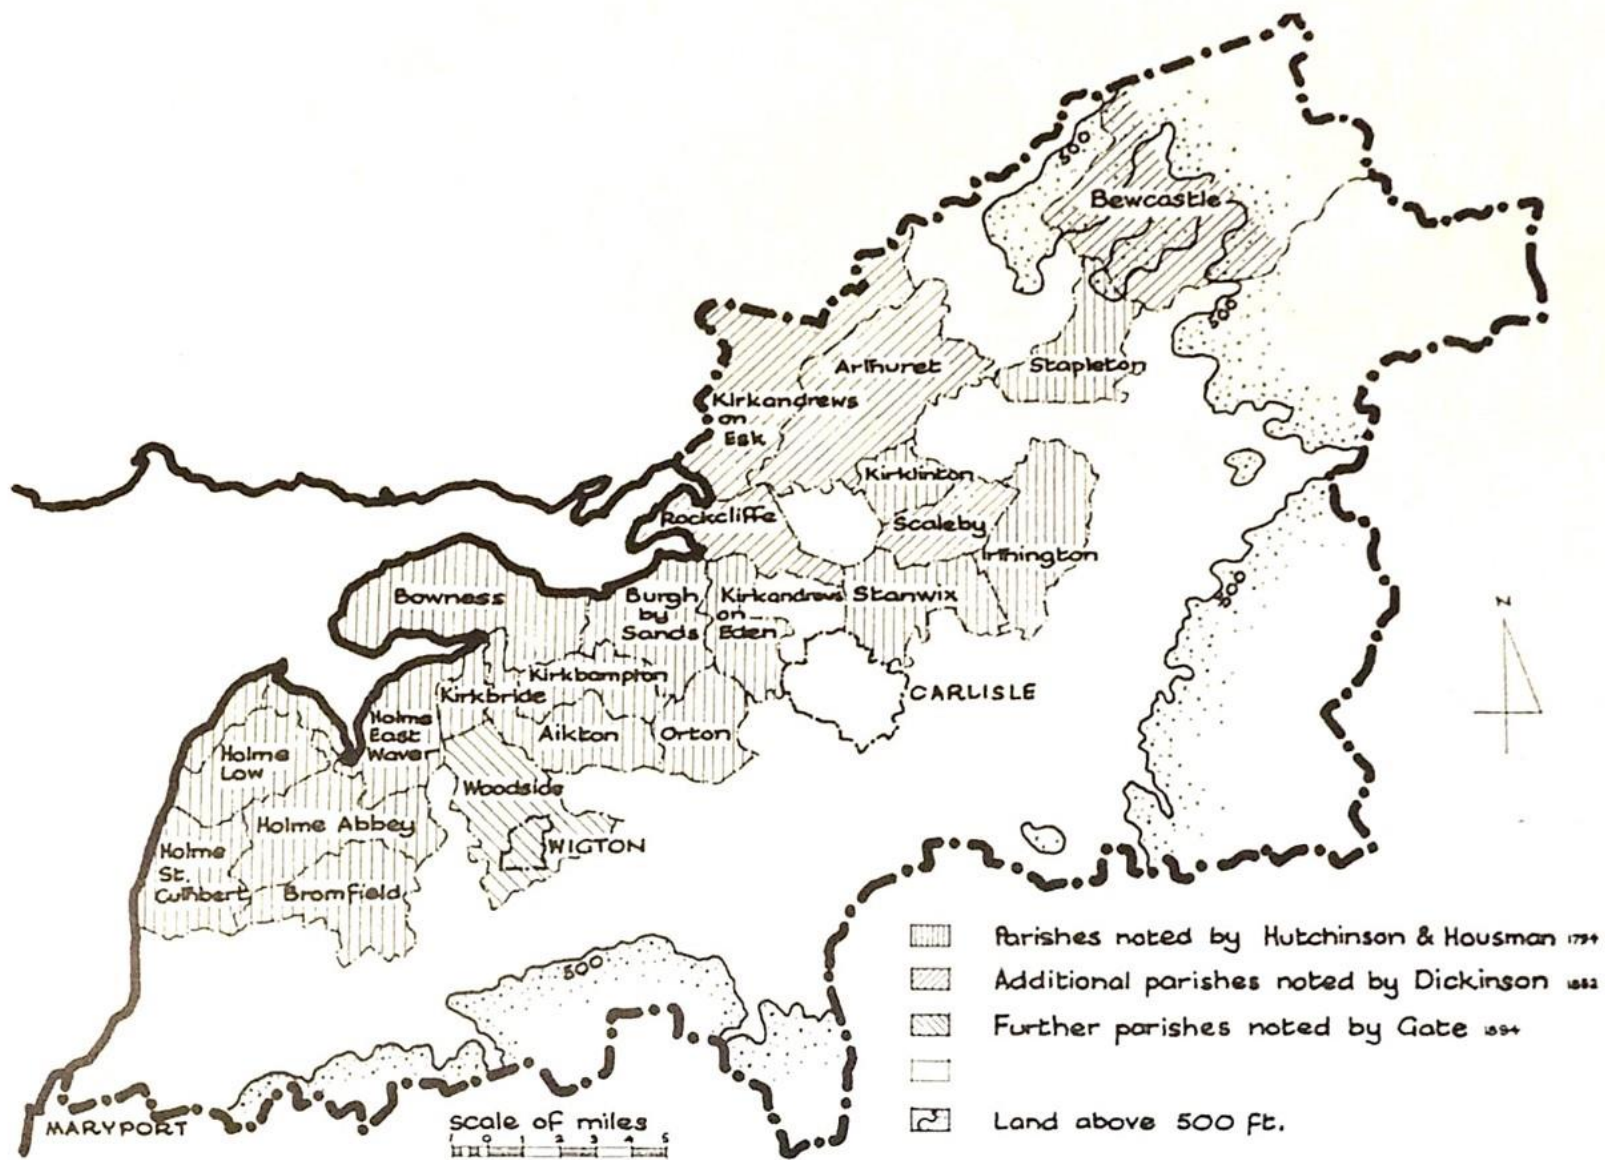 500
Bewcastle
500
Arthuret
Stapleton
Kirkandrews
on
Esk
Kirklinton
Rockcliffe
Scaleby
Irthington
500
Bowness
Burgh
by
Sands
Kirkandrews
on
Eden
Stanwix
N
Kirkbampton
Kirkbride
CARLISLE
Holme
East
Waver
Aikton
Orton
Holme
Low
Woodside
Holme Abbey
WIGTON
Holme
St.
Cuthbert
Bromfield
500
Parishes noted by Hutchinson & Housman 1794
Additional parishes noted by Dickinson
Further parishes noted by Gate 1894
Land above 500 ft.
MARYPORT
scale of miles
1 0 1 2 3 4 5